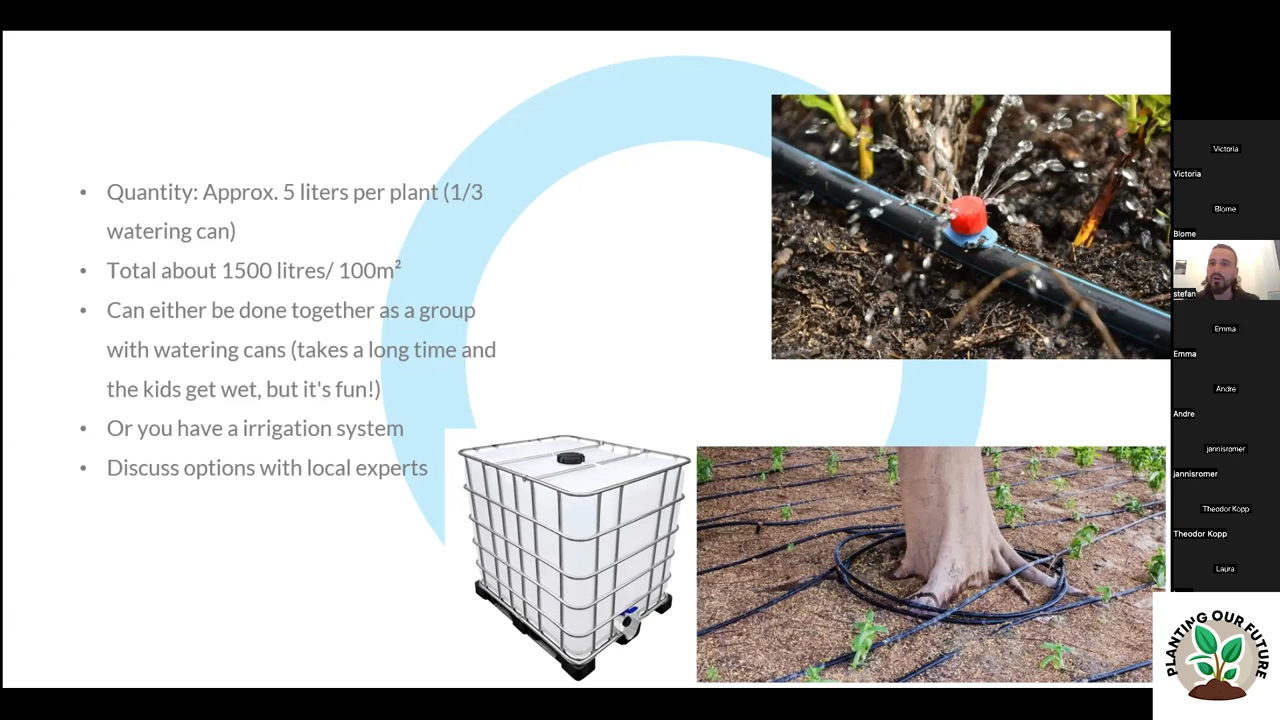 • Quantity: Approx. 5 liters per plant (1/3
watering can)
• Total about 1500 litres/ 100m²
• Can either be done together as a group
with watering cans (takes a long time and
the kids get wet, but it's fun!)
• Or you have a irrigation system
• Discuss options with local experts
Victoria
Victoria
Blome
Blome
stefan
Emma
Emma
Andre
Andre
jannisromer
jannisromer
Theodor Kopp
Theodor Kopp
Laura
PLANTING OUR FUTURE